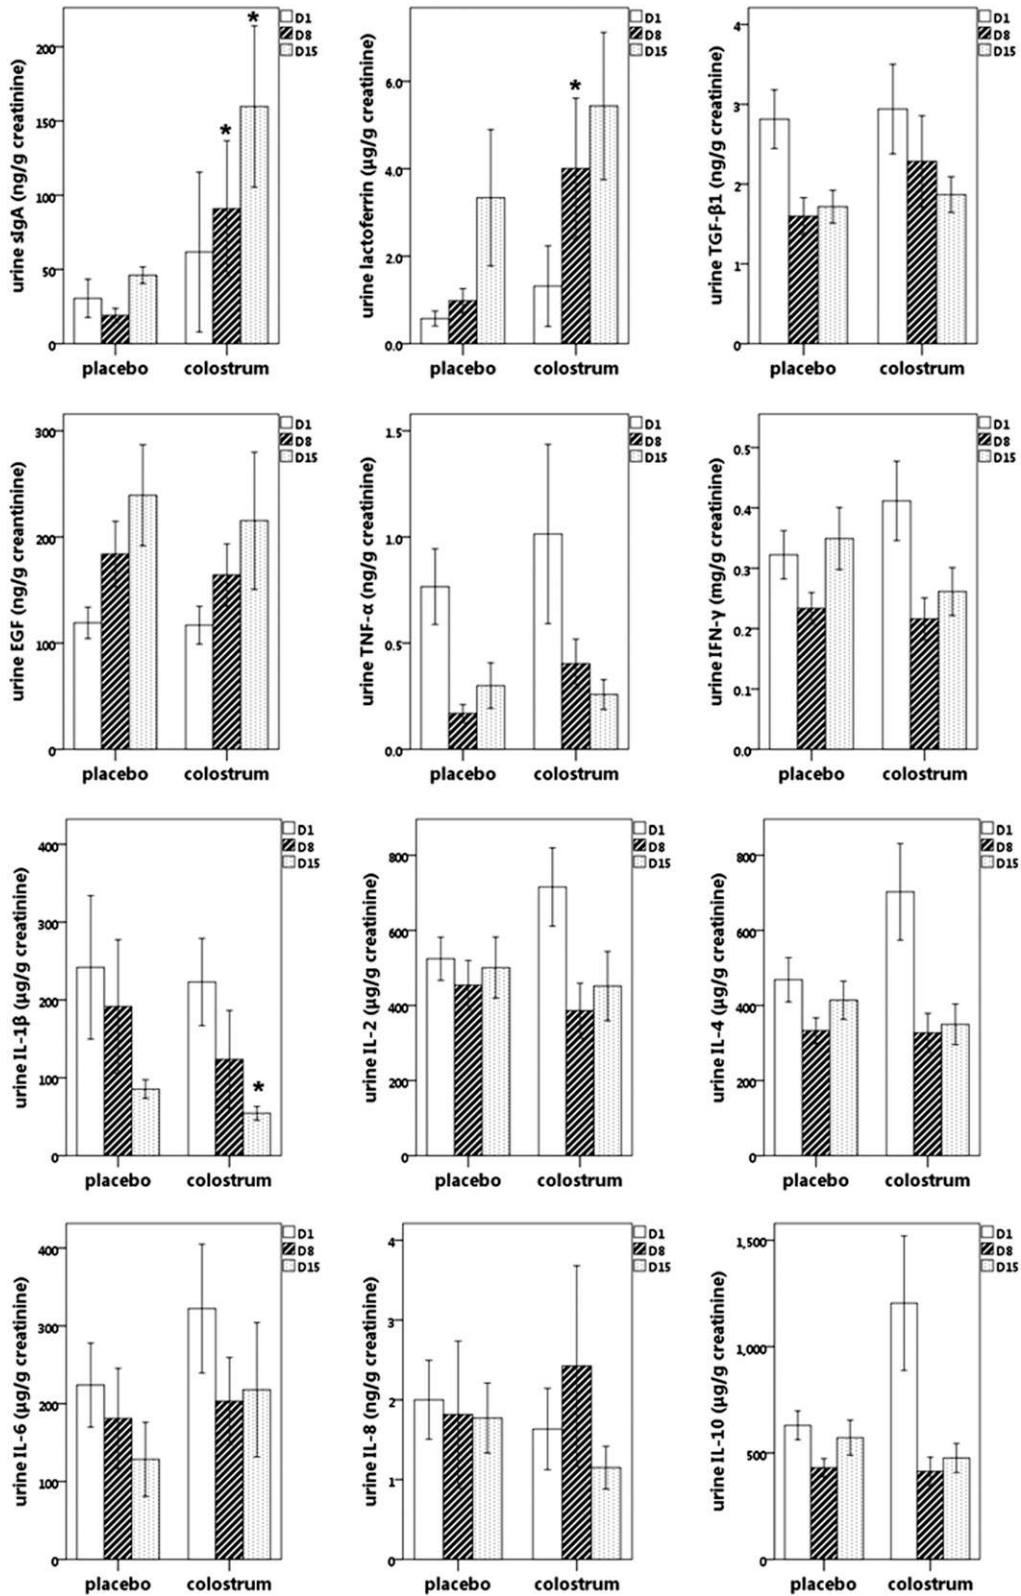 urine sIgA (ng/g creatinine)
200
150
100
50
0
*
*
D1
D8
D15
placebo
colostrum
urine lactoferrin (µg/g creatinine)
6.0
4.0
2.0
0.0
*
D1
D8
D15
placebo
colostrum
urine TGF-β1 (ng/g creatinine)
4
3
2
1
0
D1
D8
D15
placebo
colostrum
urine EGF (ng/g creantinine)
300
200
100
0
D1
D8
D15
placebo
colostrum
urine TNF-α (ng/g creatinine)
1.5
1.0
0.5
0.0
D1
D8
D15
placebo
colostrum
urine IFN-γ (mg/g creatinine)
0.5
0.4
0.3
0.2
0.1
0.0
D1
D8
D15
placebo
colostrum
urine IL-1β (µg/g creatinine)
400
300
200
100
0
*
D1
D8
D15
placebo
colostrum
urine IL-2 (µg/g creatinine)
800
600
400
200
0
D1
D8
D15
placebo
colostrum
urine IL-4 (µg/g creatinine)
800
600
400
200
0
D1
D8
D15
placebo
colostrum
urine IL-6 (µg/g creatinine)
400
300
200
100
0
D1
D8
D15
placebo
colostrum
urine IL-8 (ng/g creatinine)
4
3
2
1
0
D1
D8
D15
placebo
colostrum
urine IL-10 (µg/g creatinine)
1,500
1,000
500
0
D1
D8
D15
placebo
colostrum